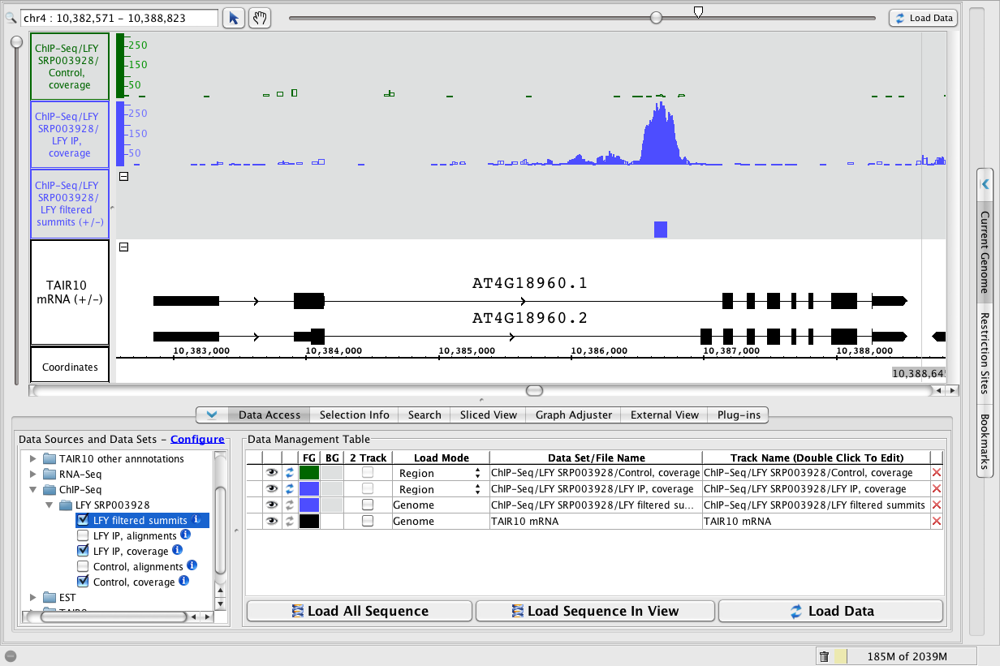 chr4 : 10,382,571 - 10,388,823
Load Data
ChIP-Seq/LFY
SRP003928/
Control,
coverage
250
150
50
ChIP-Seq/LFY
SRP003928/
LFY IP,
coverage
250
150
50
ChIP-Seq/LFY
SRP003928/
LFY filtered
summits (+/-)
TAIR10
mRNA (+/-)
AT4G18960.1
AT4G18960.2
Coordinates
10,383,000 10,384,000 10,385,000 10,386,000 10,387,000 10,388,000
10,388,64
Current Genome
Restriction Sites
Bookmarks
Data Access Selection Info Search Sliced View Graph Adjuster External View Plug-ins
Data Sources and Data Sets - Configure
TAIR10 other annnotations
RNA-Seq
ChIP-Seq
LFY SRP003928
LFY filtered summits i
LFY IP, alignments i
LFY IP, coverage i
Control, alignments i
Control, coverage i
EST
Data Management Table
FG BG 2 Track Load Mode Data Set/File Name Track Name (Double Click To Edit)
Region ChIP-Seq/LFY SRP003928/Control, coverage ChIP-Seq/LFY SRP003928/Control, coverage
Region ChIP-Seq/LFY SRP003928/LFY IP, coverage ChIP-Seq/LFY SRP003928/LFY IP, coverage
Genome ChIP-Seq/LFY SRP003928/LFY filtered su... ChIP-Seq/LFY SRP003928/LFY filtered summits
Genome TAIR10 mRNA TAIR10 mRNA
Load All Sequence Load Sequence In View Load Data
185M of 2039M